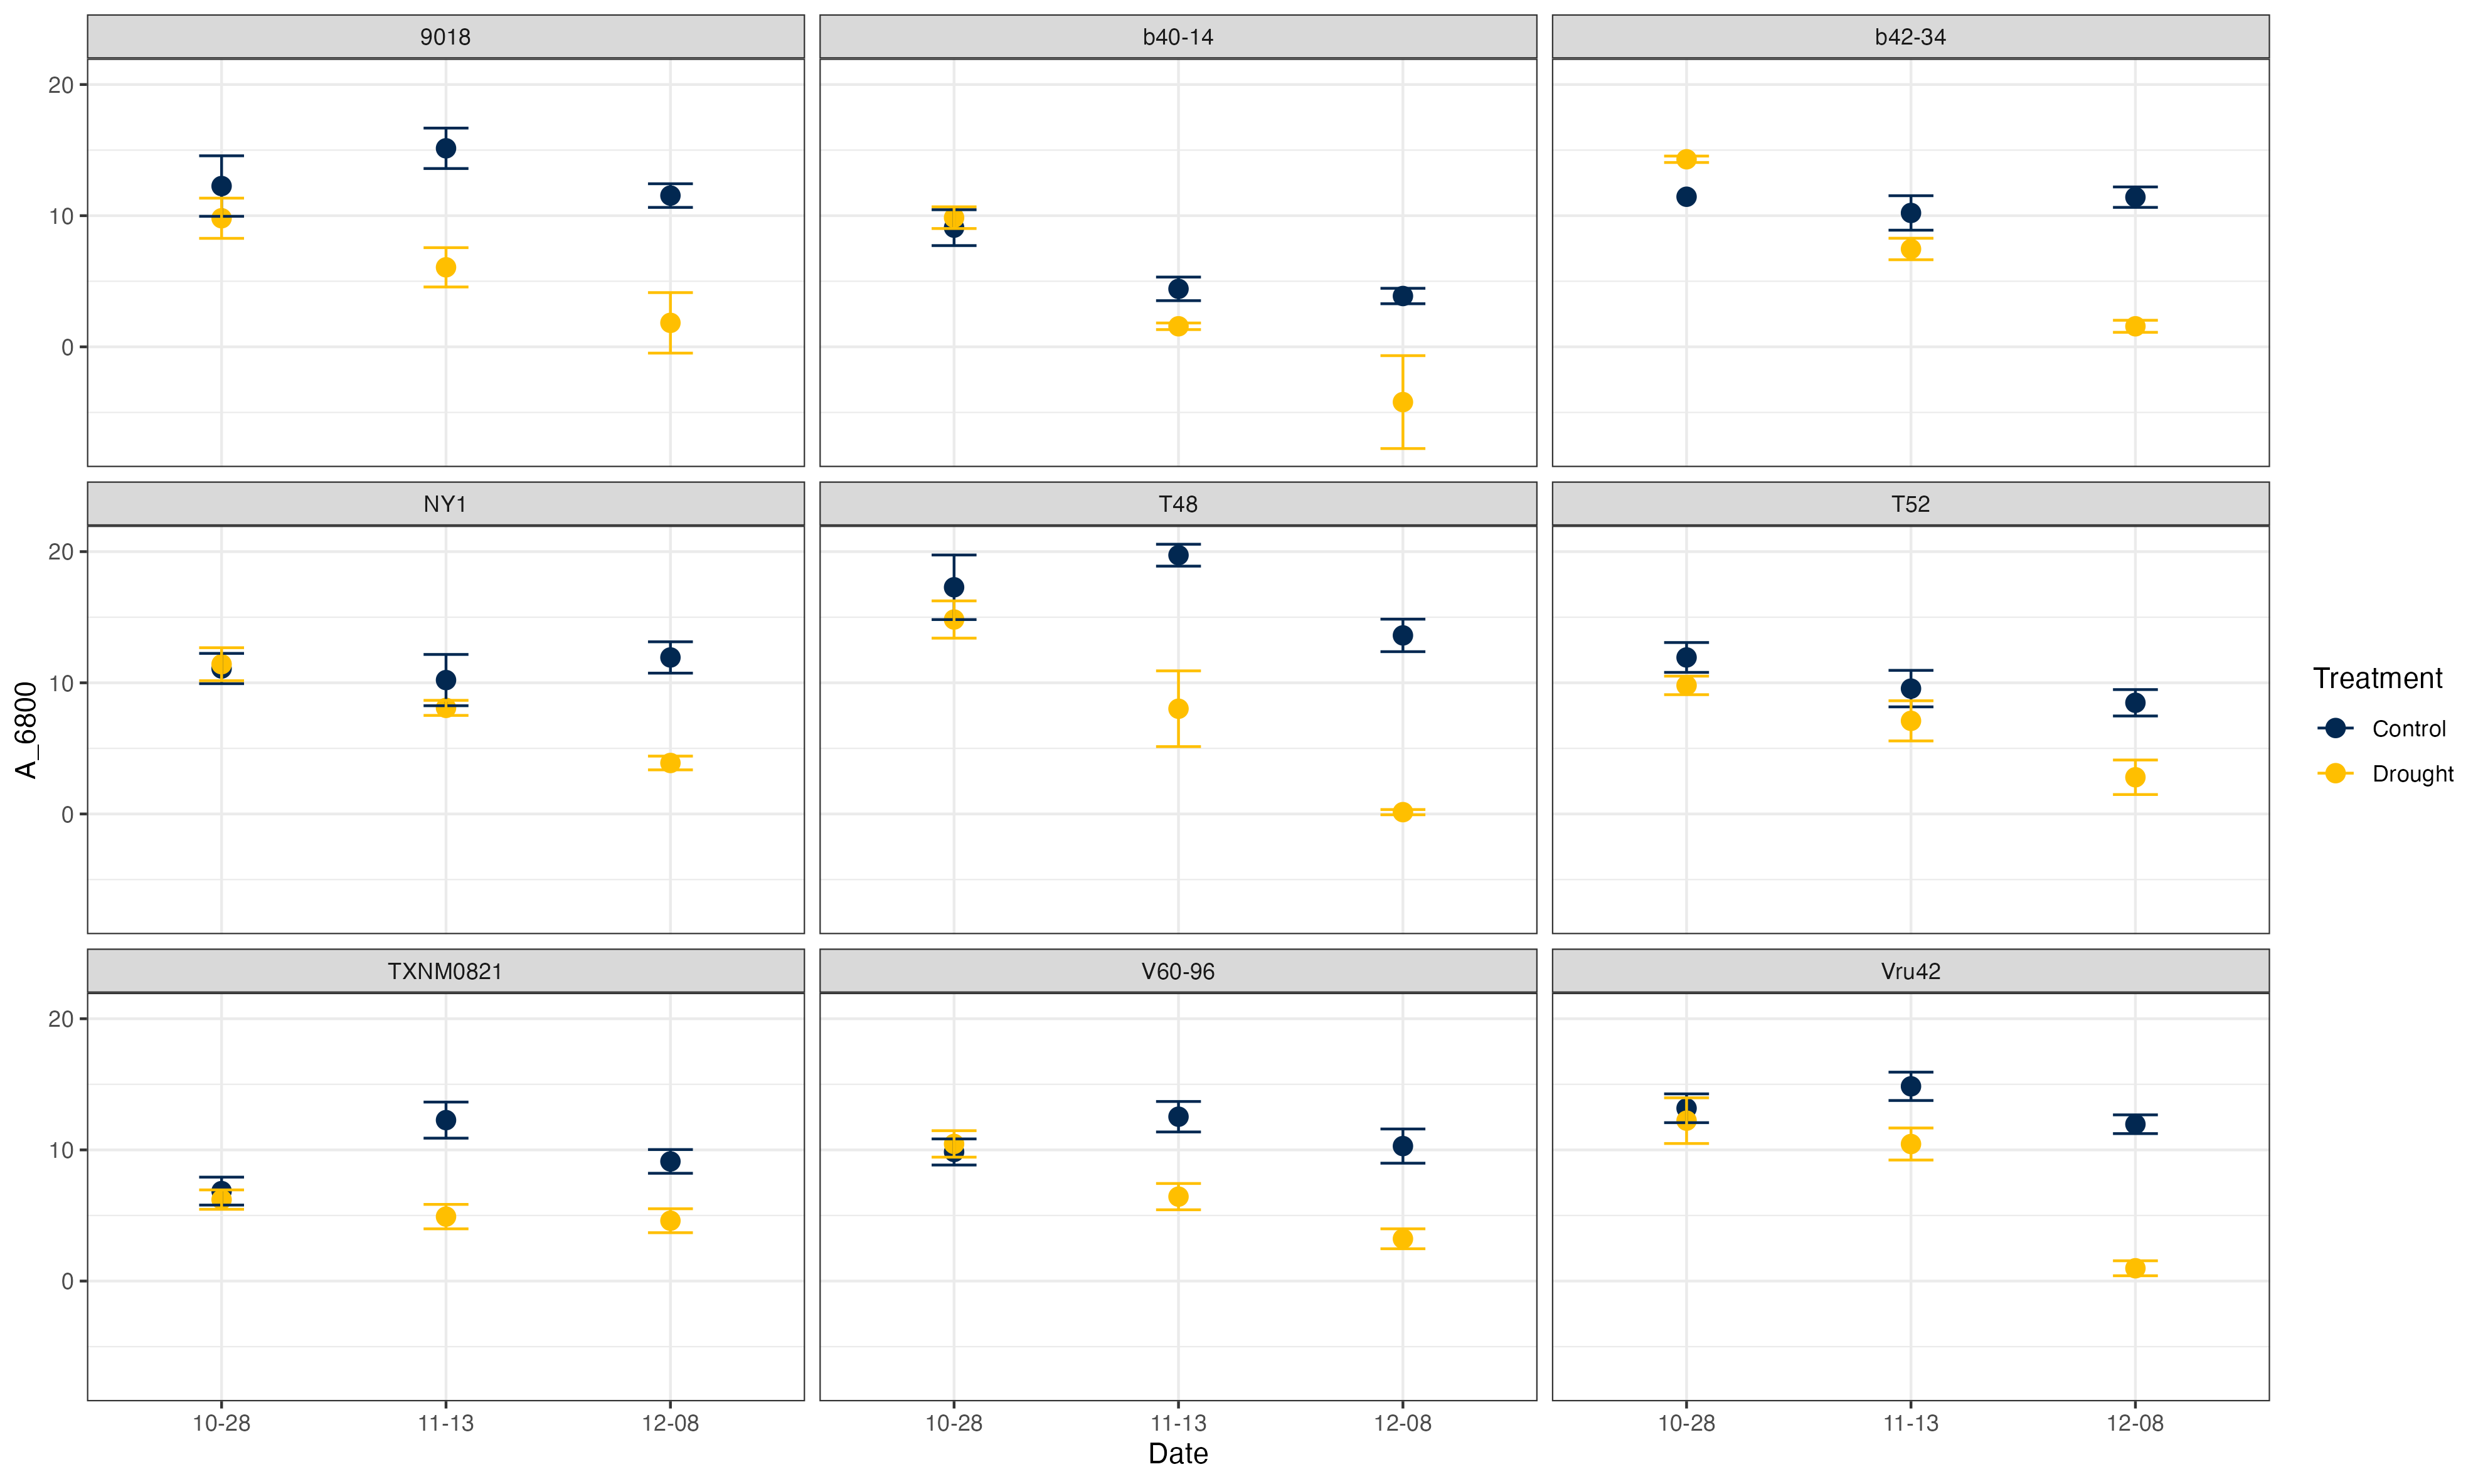 9018 b40-14 b42-34
20
10
0
NY1 T48 T52
20
10
0
A_6800
Treatment
Control
Drought
TXNM0821 V60-96 Vru42
20
10
0
10-28 11-13 12-08 10-28 11-13 12-08 10-28 11-13 12-08
Date